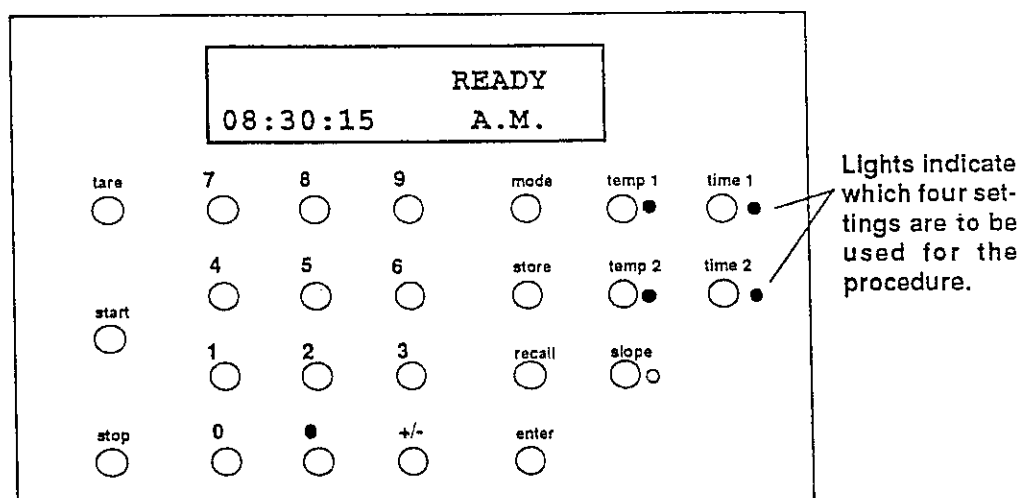 READY
08:30:15 A.M.
tare 7 8 9 mode temp 1 time 1
4 5 6 store temp 2 time 2
start
1 2 3 recall slope
stop 0 +/- enter
Lights indicate
which four set-
tings are to be
used for the
procedure.